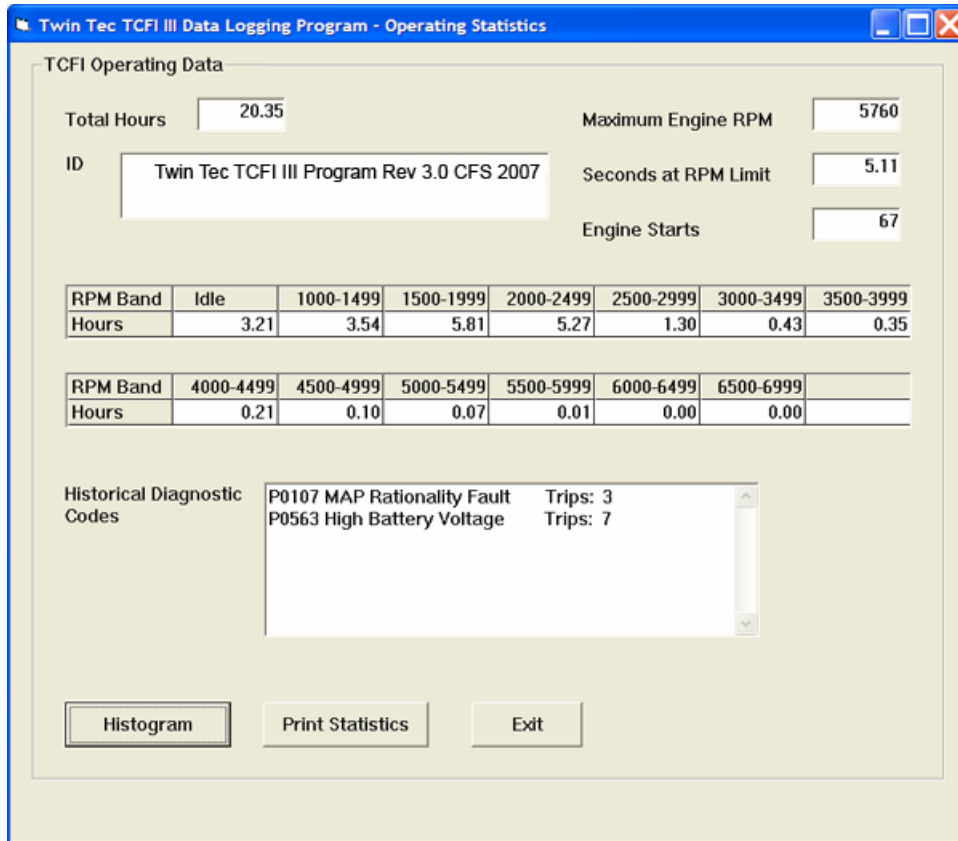 Twin Tec TCFI III Data Logging Program - Operating Statistics
TCFI Operating Data
Total Hours 20.35
Maximum Engine RPM 5760
ID Twin Tec TCFI III Program Rev 3.0 CFS 2007
Seconds at RPM Limit 5.11
Engine Starts 67
RPM Band Idle 1000-1499 1500-1999 2000-2499 2500-2999 3000-3499 3500-3999
Hours 3.21 3.54 5.81 5.27 1.30 0.43 0.35
RPM Band 4000-4499 4500-4999 5000-5499 5500-5999 6000-6499 6500-6999
Hours 0.21 0.10 0.07 0.01 0.00 0.00
Historical Diagnostic
Codes
P0107 MAP Rationality Fault Trips: 3
P0563 High Battery Voltage Trips: 7
Histogram Print Statistics Exit